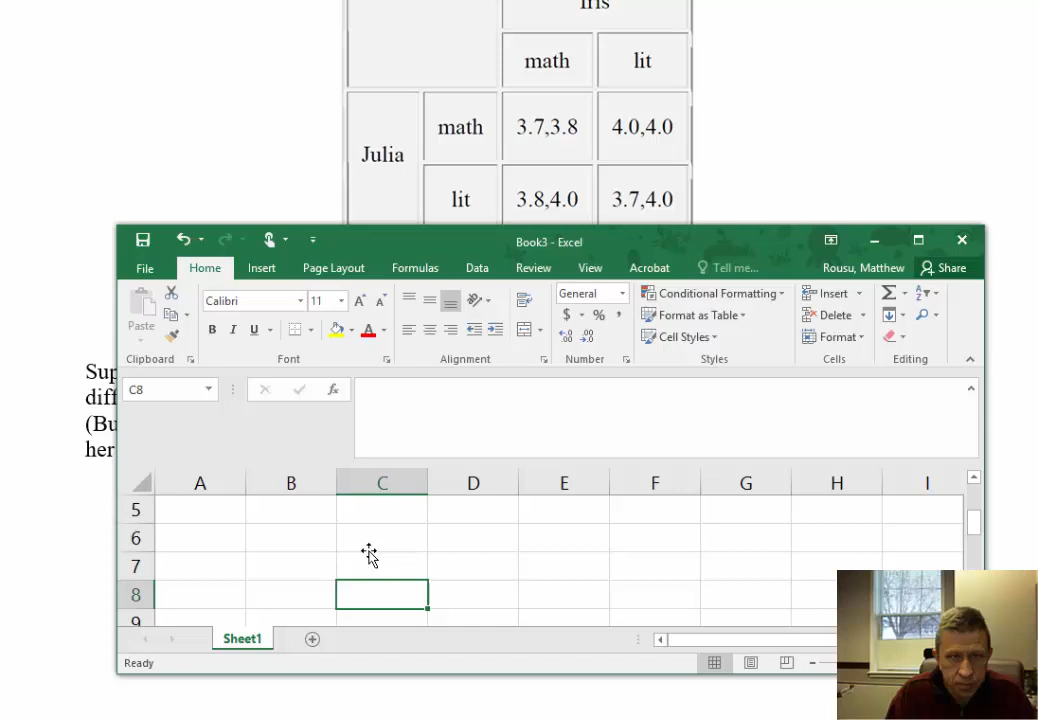 Iris
math lit
math 3.7,3.8 4.0,4.0
Julia
lit 3.8,4.0 3.7,4.0
Book3 - Excel
File Home Insert Page Layout Formulas Data Review View Acrobat Tell me... Rousu, Matthew Share
Calibri 11 A A General Conditional Formatting Insert
Paste B I U A $ % , Format as Table Delete
Cell Styles Format
Clipboard Font Alignment Number Styles Cells Editing
Sup
diff
(Bu
her
C8 fx
A B C D E F G H I
5
6
7
8
9
Sheet1
Ready